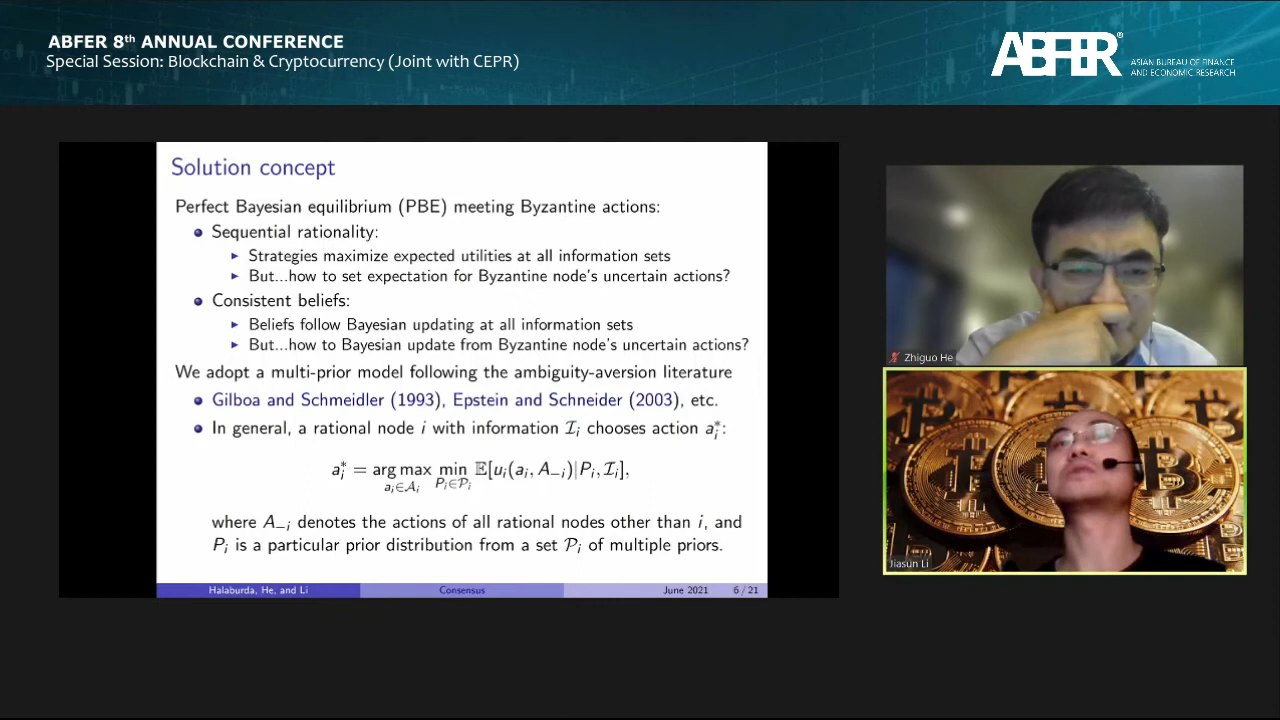 ABFER 8th ANNUAL CONFERENCE
Special Session: Blockchain & Cryptocurrency (Joint with CEPR)
ABFER®
ASIAN BUREAU OF FINANCE
AND ECONOMIC RESEARCH
Solution concept
Perfect Bayesian equilibrium (PBE) meeting Byzantine actions:
Sequential rationality:
Strategies maximize expected utilities at all information sets
But...how to set expectation for Byzantine node's uncertain actions?
Consistent beliefs:
Beliefs follow Bayesian updating at all information sets
But...how to Bayesian update from Byzantine node's uncertain actions?
We adopt a multi-prior model following the ambiguity-aversion literature
Gilboa and Schmeidler (1993), Epstein and Schneider (2003), etc.
In general, a rational node i with information ℐᵢ chooses action aᵢ*:
aᵢ* = arg max min 𝔼[uᵢ(aᵢ, A₋ᵢ)|Pᵢ, ℐᵢ],
aᵢ∈𝒜ᵢ Pᵢ∈𝒫ᵢ
where A₋ᵢ denotes the actions of all rational nodes other than i, and
Pᵢ is a particular prior distribution from a set 𝒫ᵢ of multiple priors.
Halaburda, He, and Li Consensus June 2021 6 / 21
Zhiguo He
Jiasun Li